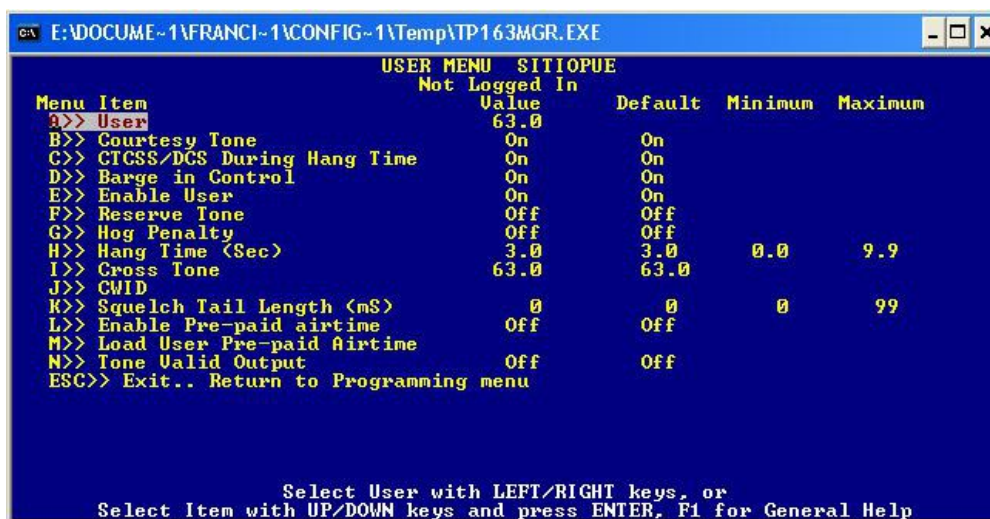 E:\DOCUME~1\FRANCI~1\CONFIG~1\Temp\TP163MGR.EXE
USER MENU SITIOPUE
Not Logged In
Menu Item Value Default Minimum Maximum
A>> User 63.0
B>> Courtesy Tone On On
C>> CTCSS/DCS During Hang Time On On
D>> Barge in Control On On
E>> Enable User On On
F>> Reserve Tone Off Off
G>> Hog Penalty Off Off
H>> Hang Time (Sec) 3.0 3.0 0.0 9.9
I>> Cross Tone 63.0 63.0
J>> CWID
K>> Squelch Tail Length (mS) 0 0 0 99
L>> Enable Pre-paid airtime Off Off
M>> Load User Pre-paid Airtime
N>> Tone Valid Output Off Off
ESC>> Exit.. Return to Programming menu
Select User with LEFT/RIGHT keys, or
Select Item with UP/DOWN keys and press ENTER, F1 for General Help